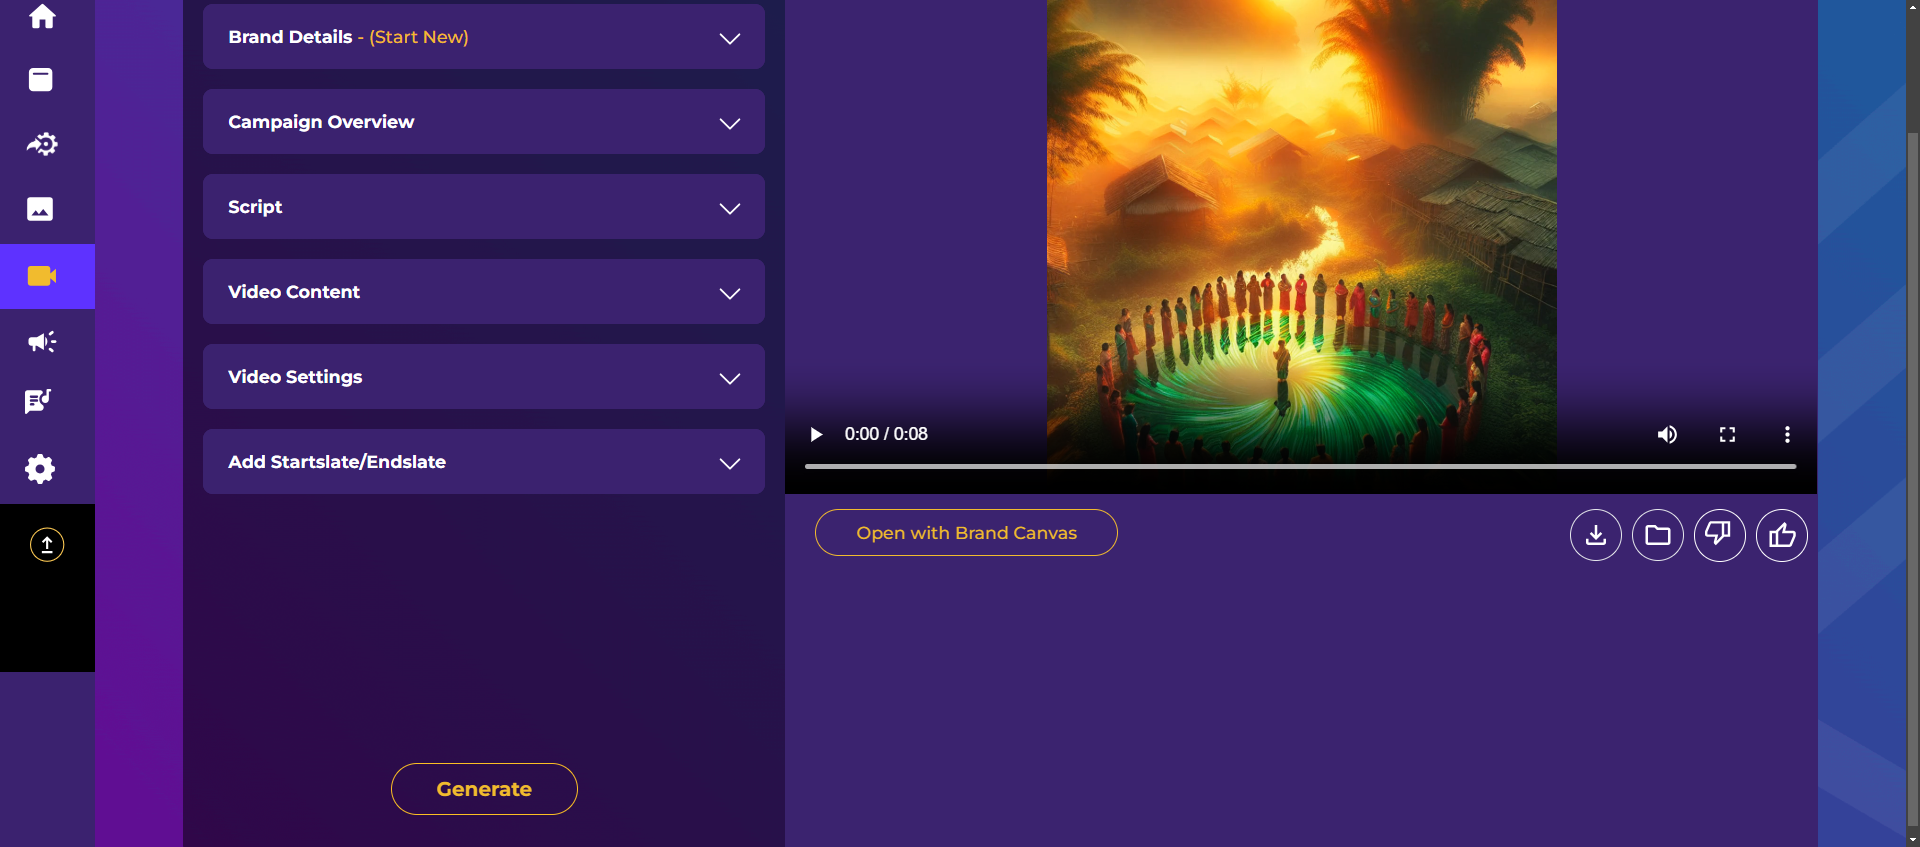 Brand Details - (Start New)
Campaign Overview
Script
Video Content
Video Settings
Add Startslate/Endslate
Generate
0:00 / 0:08
Open with Brand Canvas